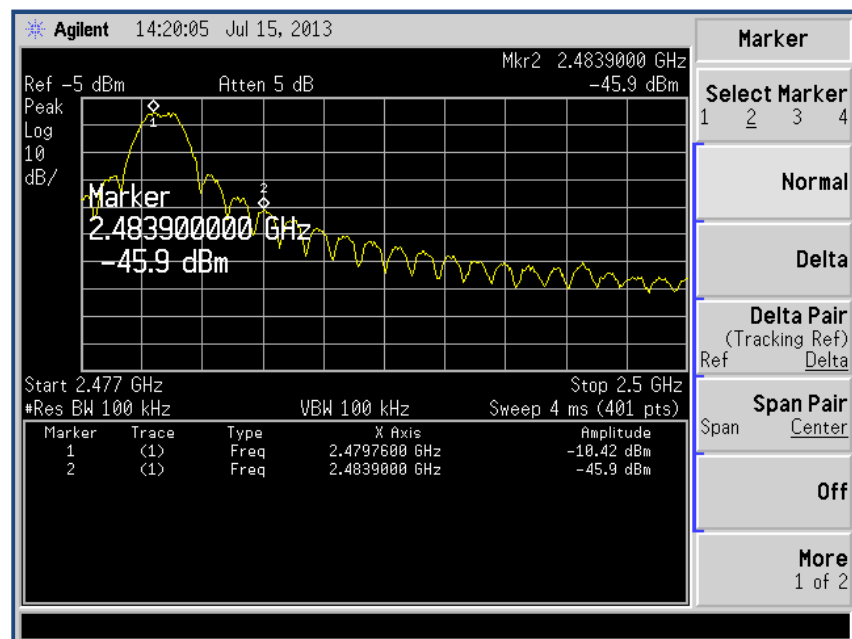 Agilent 14:20:05 Jul 15, 2013
Mkr2 2.4839000 GHz
Ref -5 dBm Atten 5 dB -45.9 dBm
Peak
Log
10
dB/
1
2
Marker
2.483900000 GHz
-45.9 dBm
Start 2.477 GHz Stop 2.5 GHz
#Res BW 100 kHz VBW 100 kHz Sweep 4 ms (401 pts)
Marker Trace Type X Axis Amplitude
1 (1) Freq 2.4797600 GHz -10.42 dBm
2 (1) Freq 2.4839000 GHz -45.9 dBm
Marker
Select Marker
1 2 3 4
Normal
Delta
Delta Pair
(Tracking Ref)
Ref Delta
Span Pair
Span Center
Off
More
1 of 2